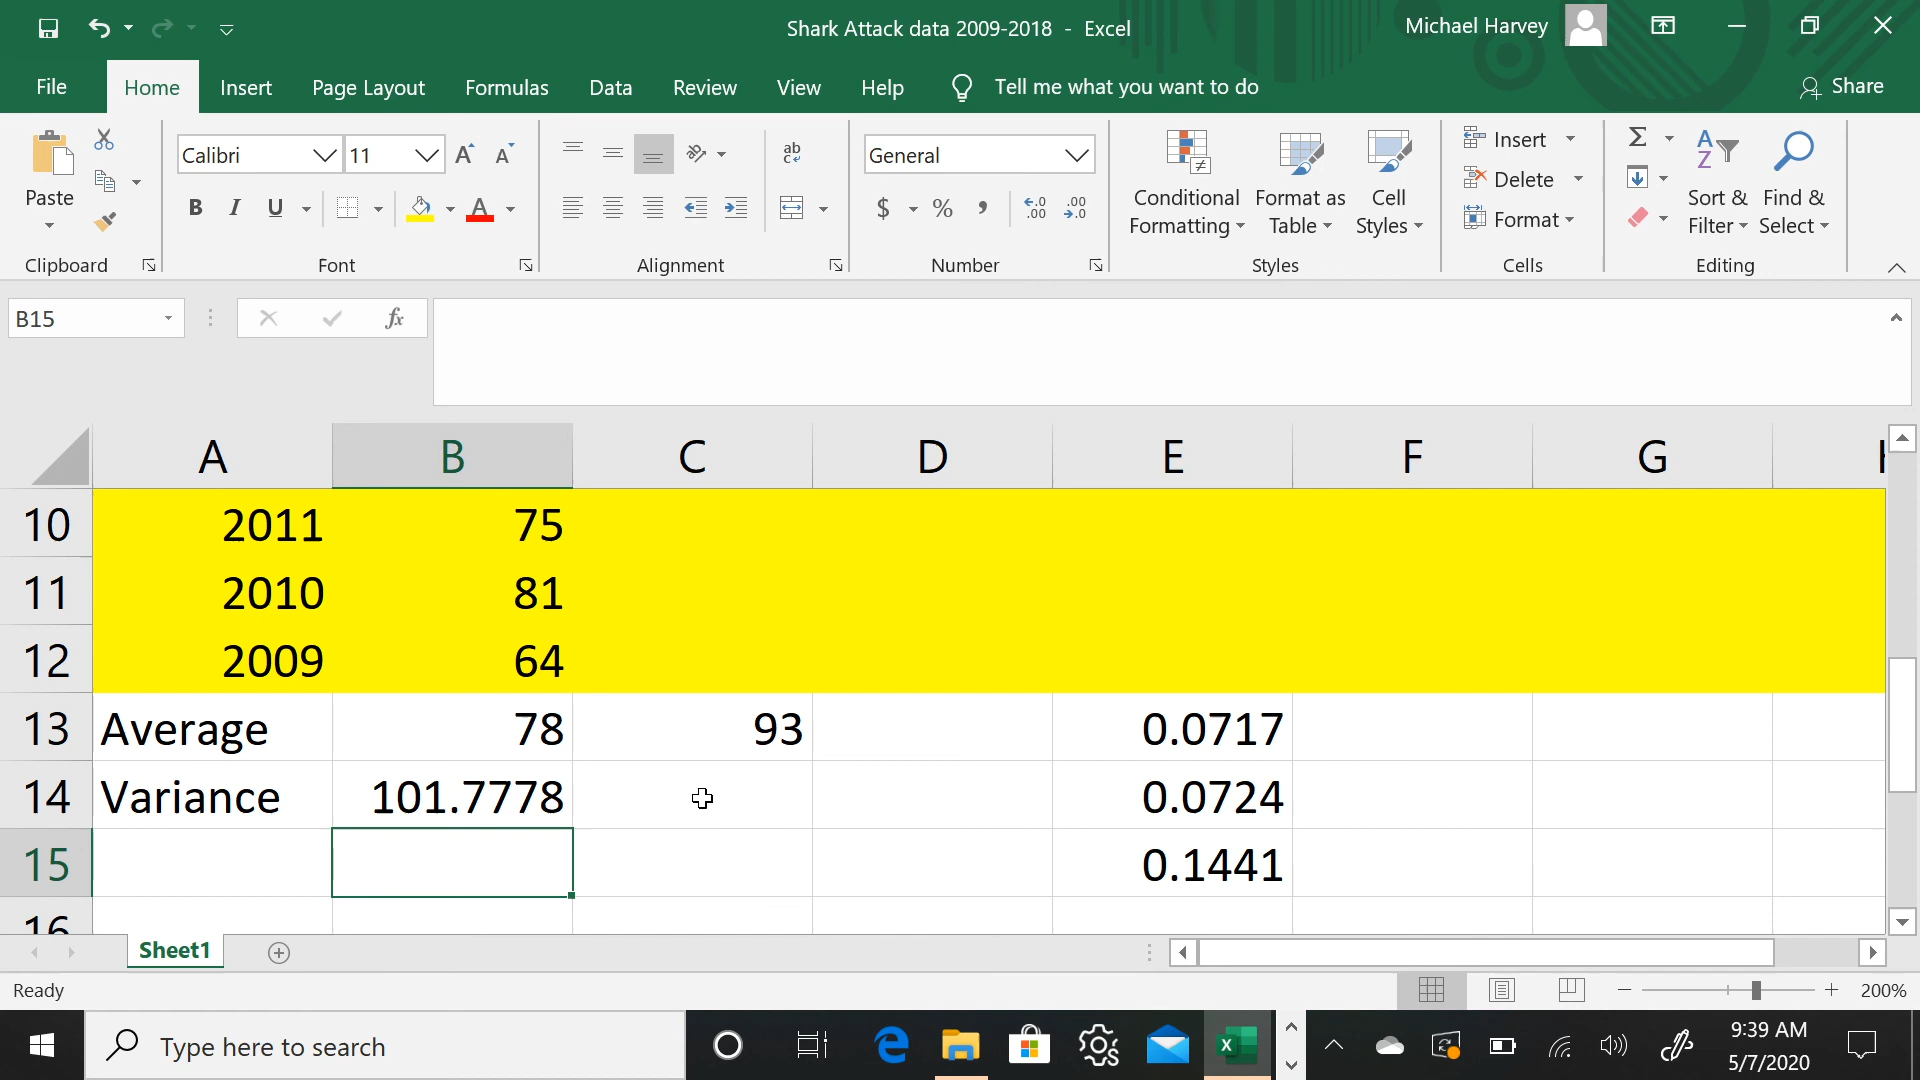 Shark Attack data 2009-2018 - Excel
Michael Harvey
File Home Insert Page Layout Formulas Data Review View Help Tell me what you want to do Share
Paste
Clipboard
Calibri 11
B I U
Font
ab
Alignment
General
$ % ,
Number
Conditional Formatting
Format as Table
Cell Styles
Styles
Insert
Delete
Format
Cells
Sort & Filter
Find & Select
Editing
B15 fx
A B C D E F G
10 2011 75
11 2010 81
12 2009 64
13 Average 78 93 0.0717
14 Variance 101.7778 0.0724
15 0.1441
16
Sheet1
Ready 200%
Type here to search
9:39 AM
5/7/2020